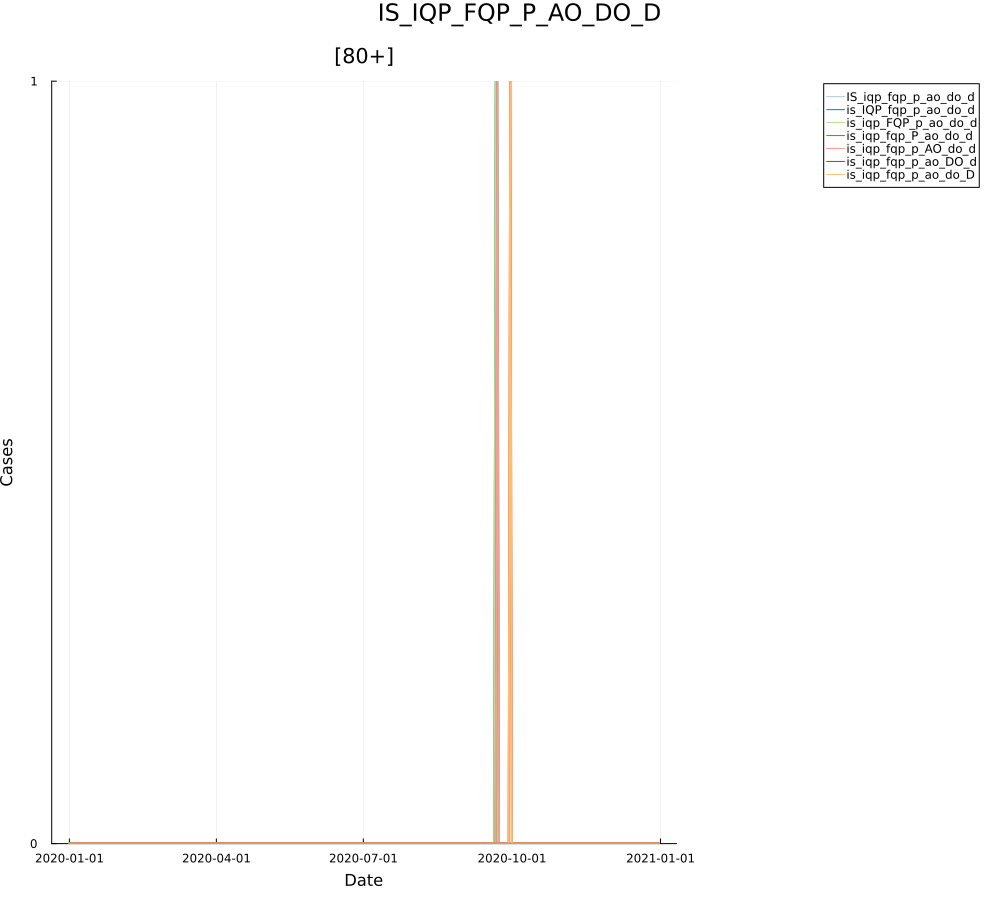 IS_IQP_FQP_P_AO_DO_D
[80+]
1
IS_iqp_fqp_p_ao_do_d
is_IQP_fqp_p_ao_do_d
is_iqp_FQP_p_ao_do_d
is_iqp_fqp_P_ao_do_d
is_iqp_fqp_p_AO_do_d
is_iqp_fqp_p_ao_DO_d
is_iqp_fqp_p_ao_do_D
Cases
0
2020-01-01 2020-04-01 2020-07-01 2020-10-01 2021-01-01
Date